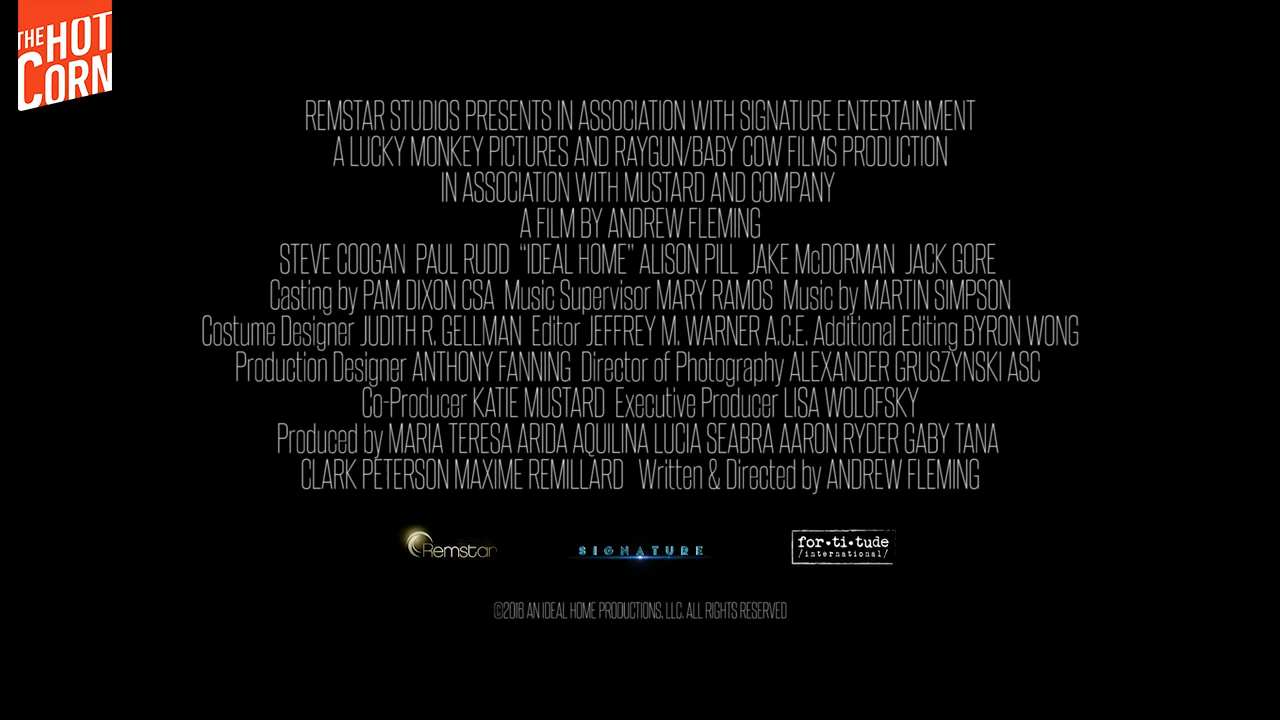 THE HOT
CORN
REMSTAR STUDIOS PRESENTS IN ASSOCIATION WITH SIGNATURE ENTERTAINMENT
A LUCKY MONKEY PICTURES AND RAYGUN/BABY COW FILMS PRODUCTION
IN ASSOCIATION WITH MUSTARD AND COMPANY
A FILM BY ANDREW FLEMING
STEVE COOGAN PAUL RUDD “IDEAL HOME” ALISON PILL JAKE McDORMAN JACK GORE
Casting by PAM DIXON CSA Music Supervisor MARY RAMOS Music by MARTIN SIMPSON
Costume Designer JUDITH R. GELLMAN Editor JEFFREY M. WARNER A.C.E. Additional Editing BYRON WONG
Production Designer ANTHONY FANNING Director of Photography ALEXANDER GRUSZYNSKI ASC
Co-Producer KATIE MUSTARD Executive Producer LISA WOLOFSKY
Produced by MARIA TERESA ARIDA AQUILINA LUCIA SEABRA AARON RYDER GABY TANA
CLARK PETERSON MAXIME REMILLARD Written & Directed by ANDREW FLEMING
Remstar SIGNATURE for•ti•tude
/international/
©2016 AN IDEAL HOME PRODUCTIONS, LLC. ALL RIGHTS RESERVED